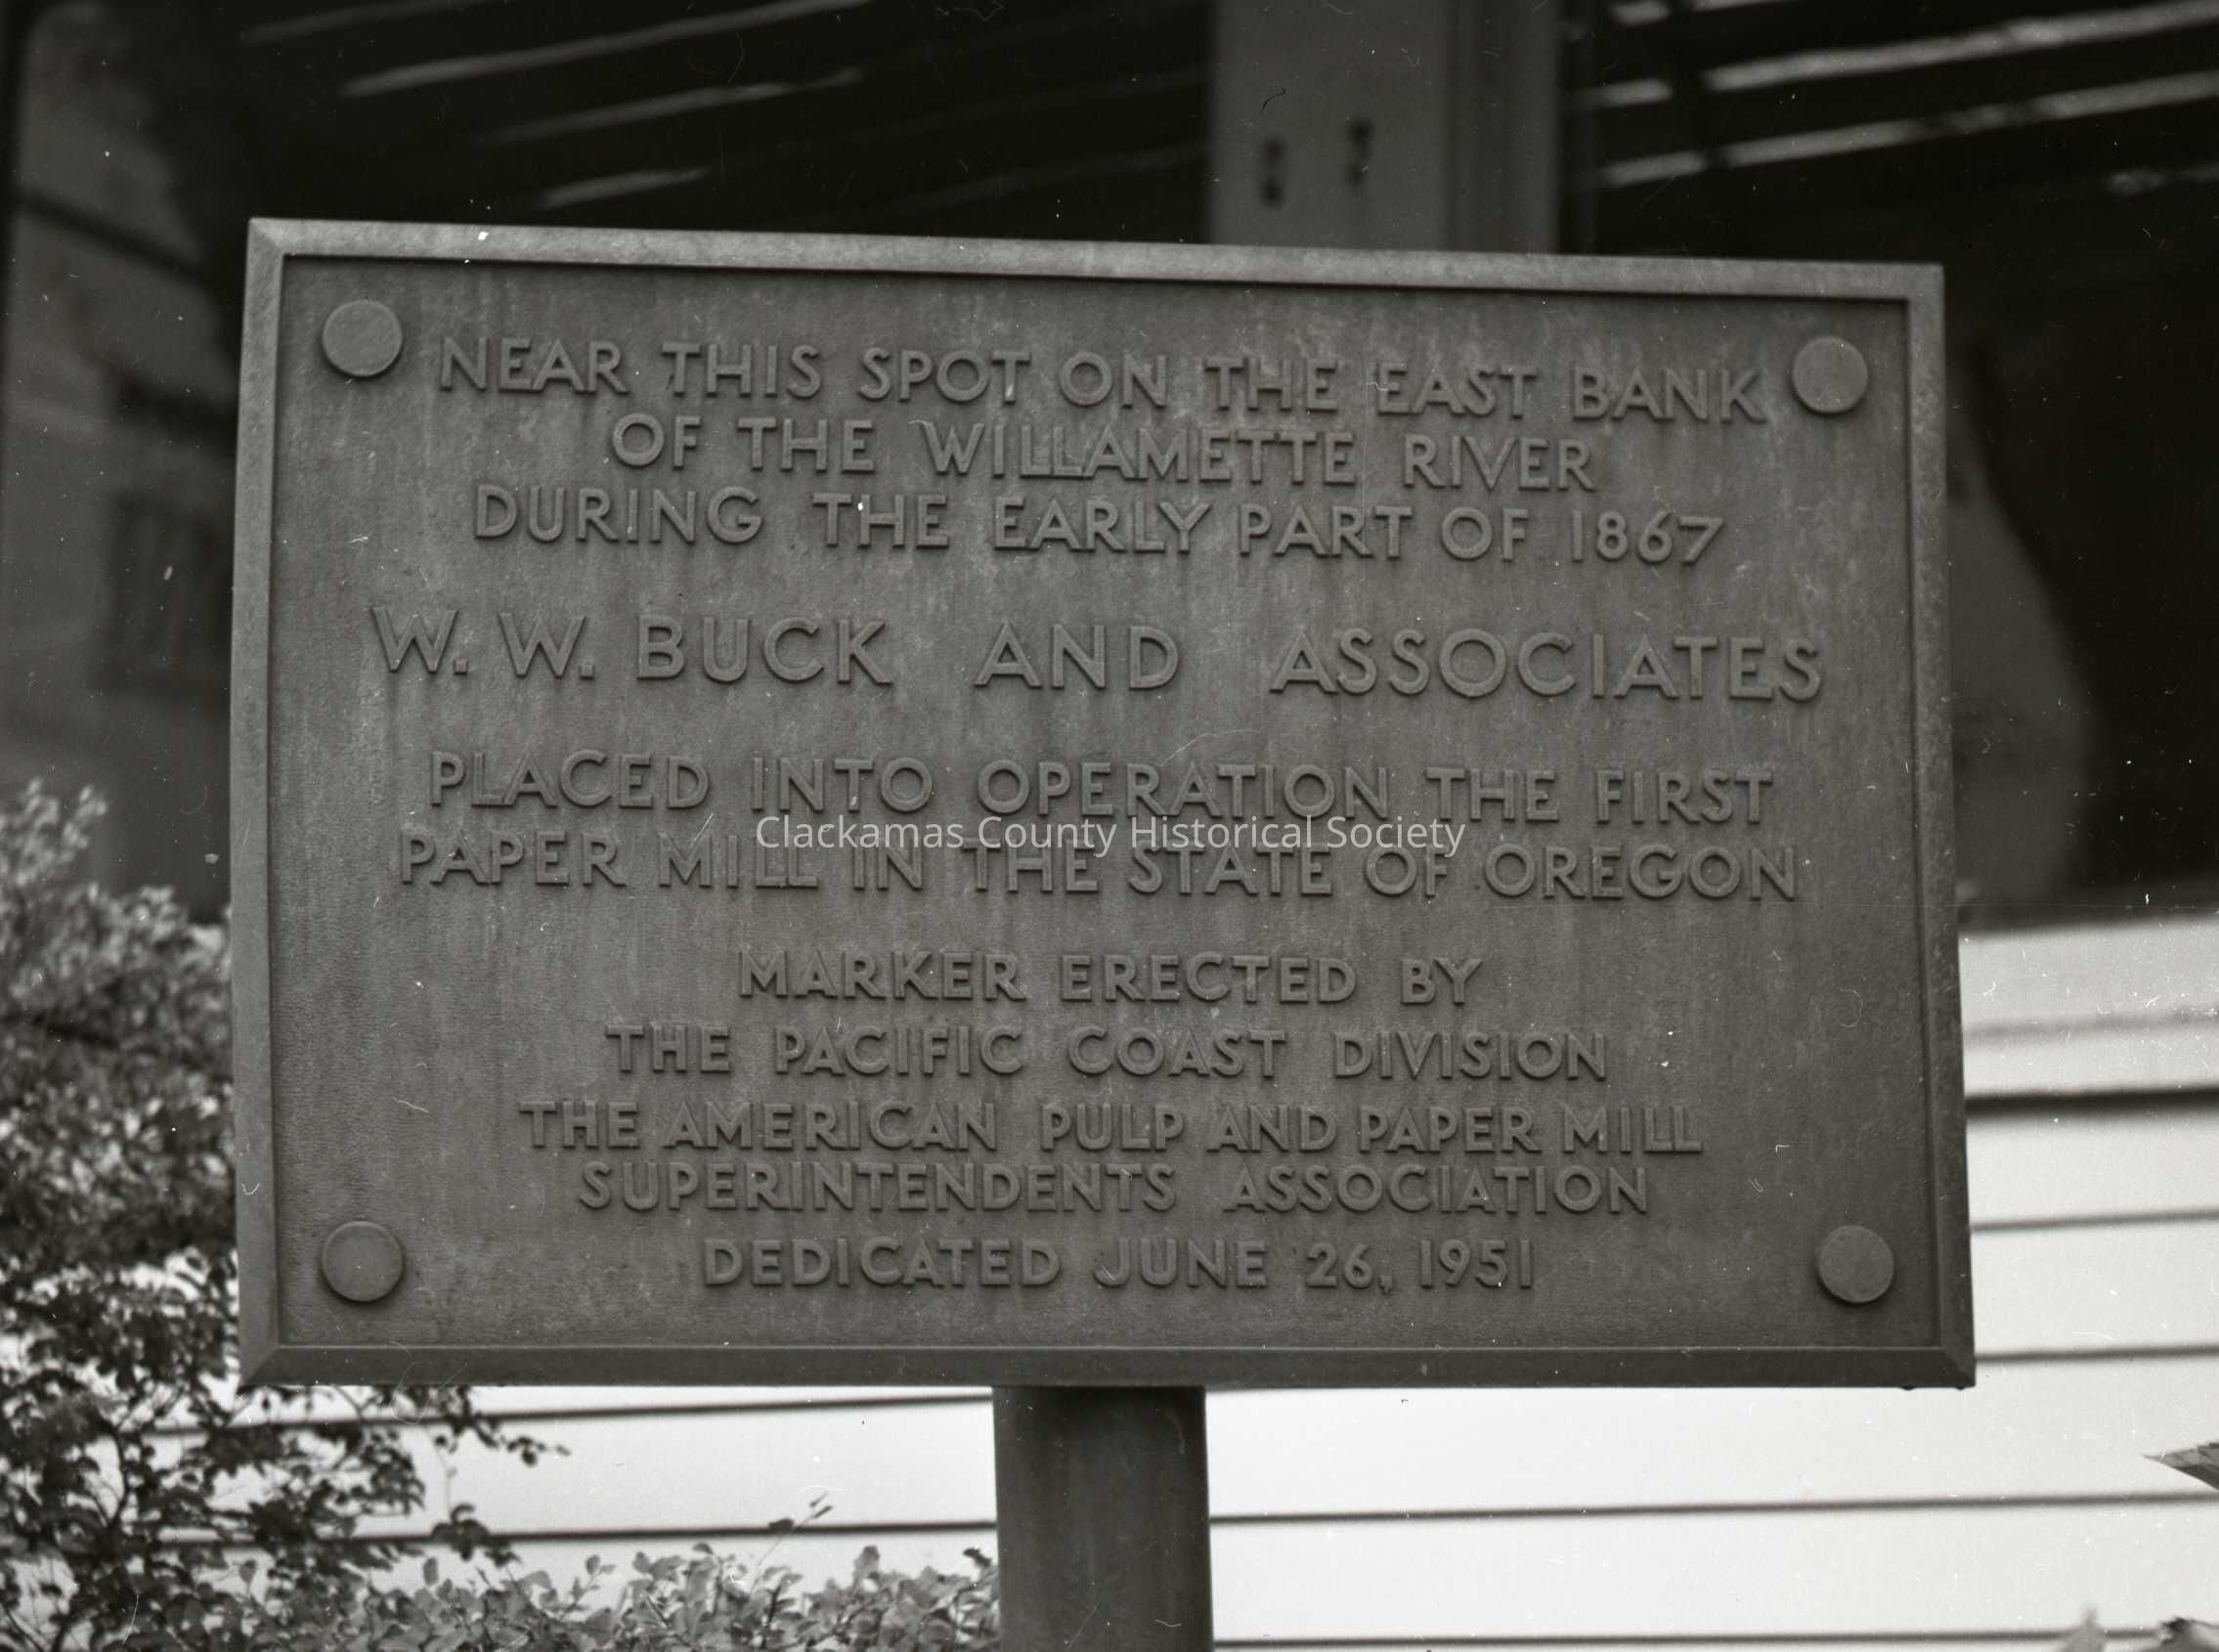 NEAR THIS SPOT ON THE EAST BANK
OF THE WILLAMETTE RIVER
DURING THE EARLY PART OF 1867
W. W. BUCK AND ASSOCIATES
PLACED INTO OPERATION THE FIRST
Clackamas County Historical Society
PAPER MILL IN THE STATE OF OREGON
MARKER ERECTED BY
THE PACIFIC COAST DIVISION
THE AMERICAN PULP AND PAPER MILL
SUPERINTENDENTS ASSOCIATION
DEDICATED JUNE 26, 1951